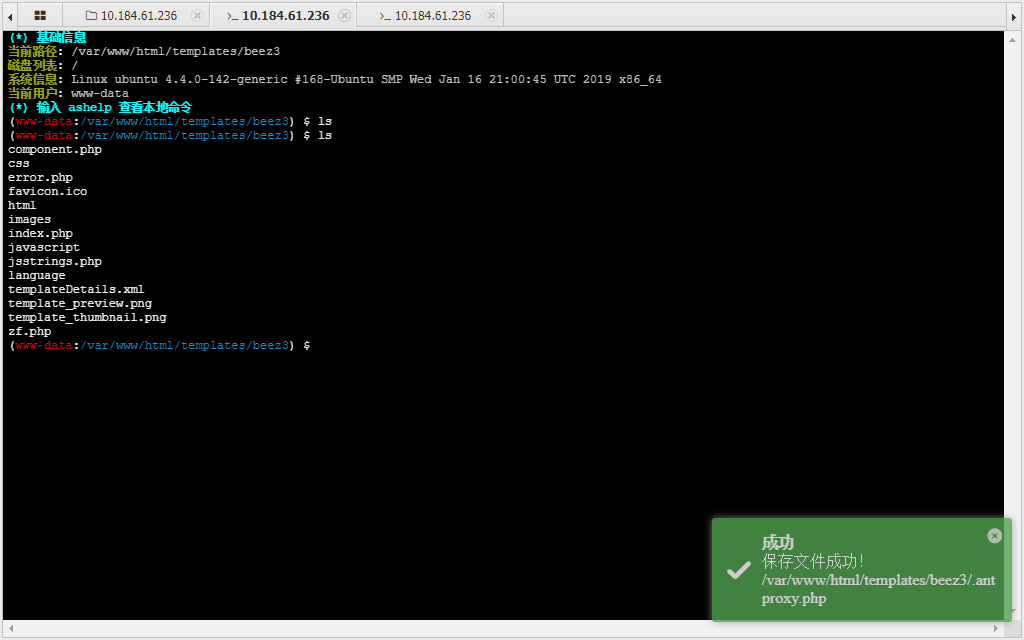 10.184.61.236
>_ 10.184.61.236
>_ 10.184.61.236
(*) 基础信息
当前路径: /var/www/html/templates/beez3
磁盘列表: /
系统信息: Linux ubuntu 4.4.0-142-generic #168-Ubuntu SMP Wed Jan 16 21:00:45 UTC 2019 x86_64
当前用户: www-data
(*) 输入 ashelp 查看本地命令
(www-data:/var/www/html/templates/beez3) $ ls
(www-data:/var/www/html/templates/beez3) $ ls
component.php
css
error.php
favicon.ico
html
images
index.php
javascript
jsstrings.php
language
templateDetails.xml
template_preview.png
template_thumbnail.png
zf.php
(www-data:/var/www/html/templates/beez3) $
成功
保存文件成功!
/var/www/html/templates/beez3/.ant
proxy.php